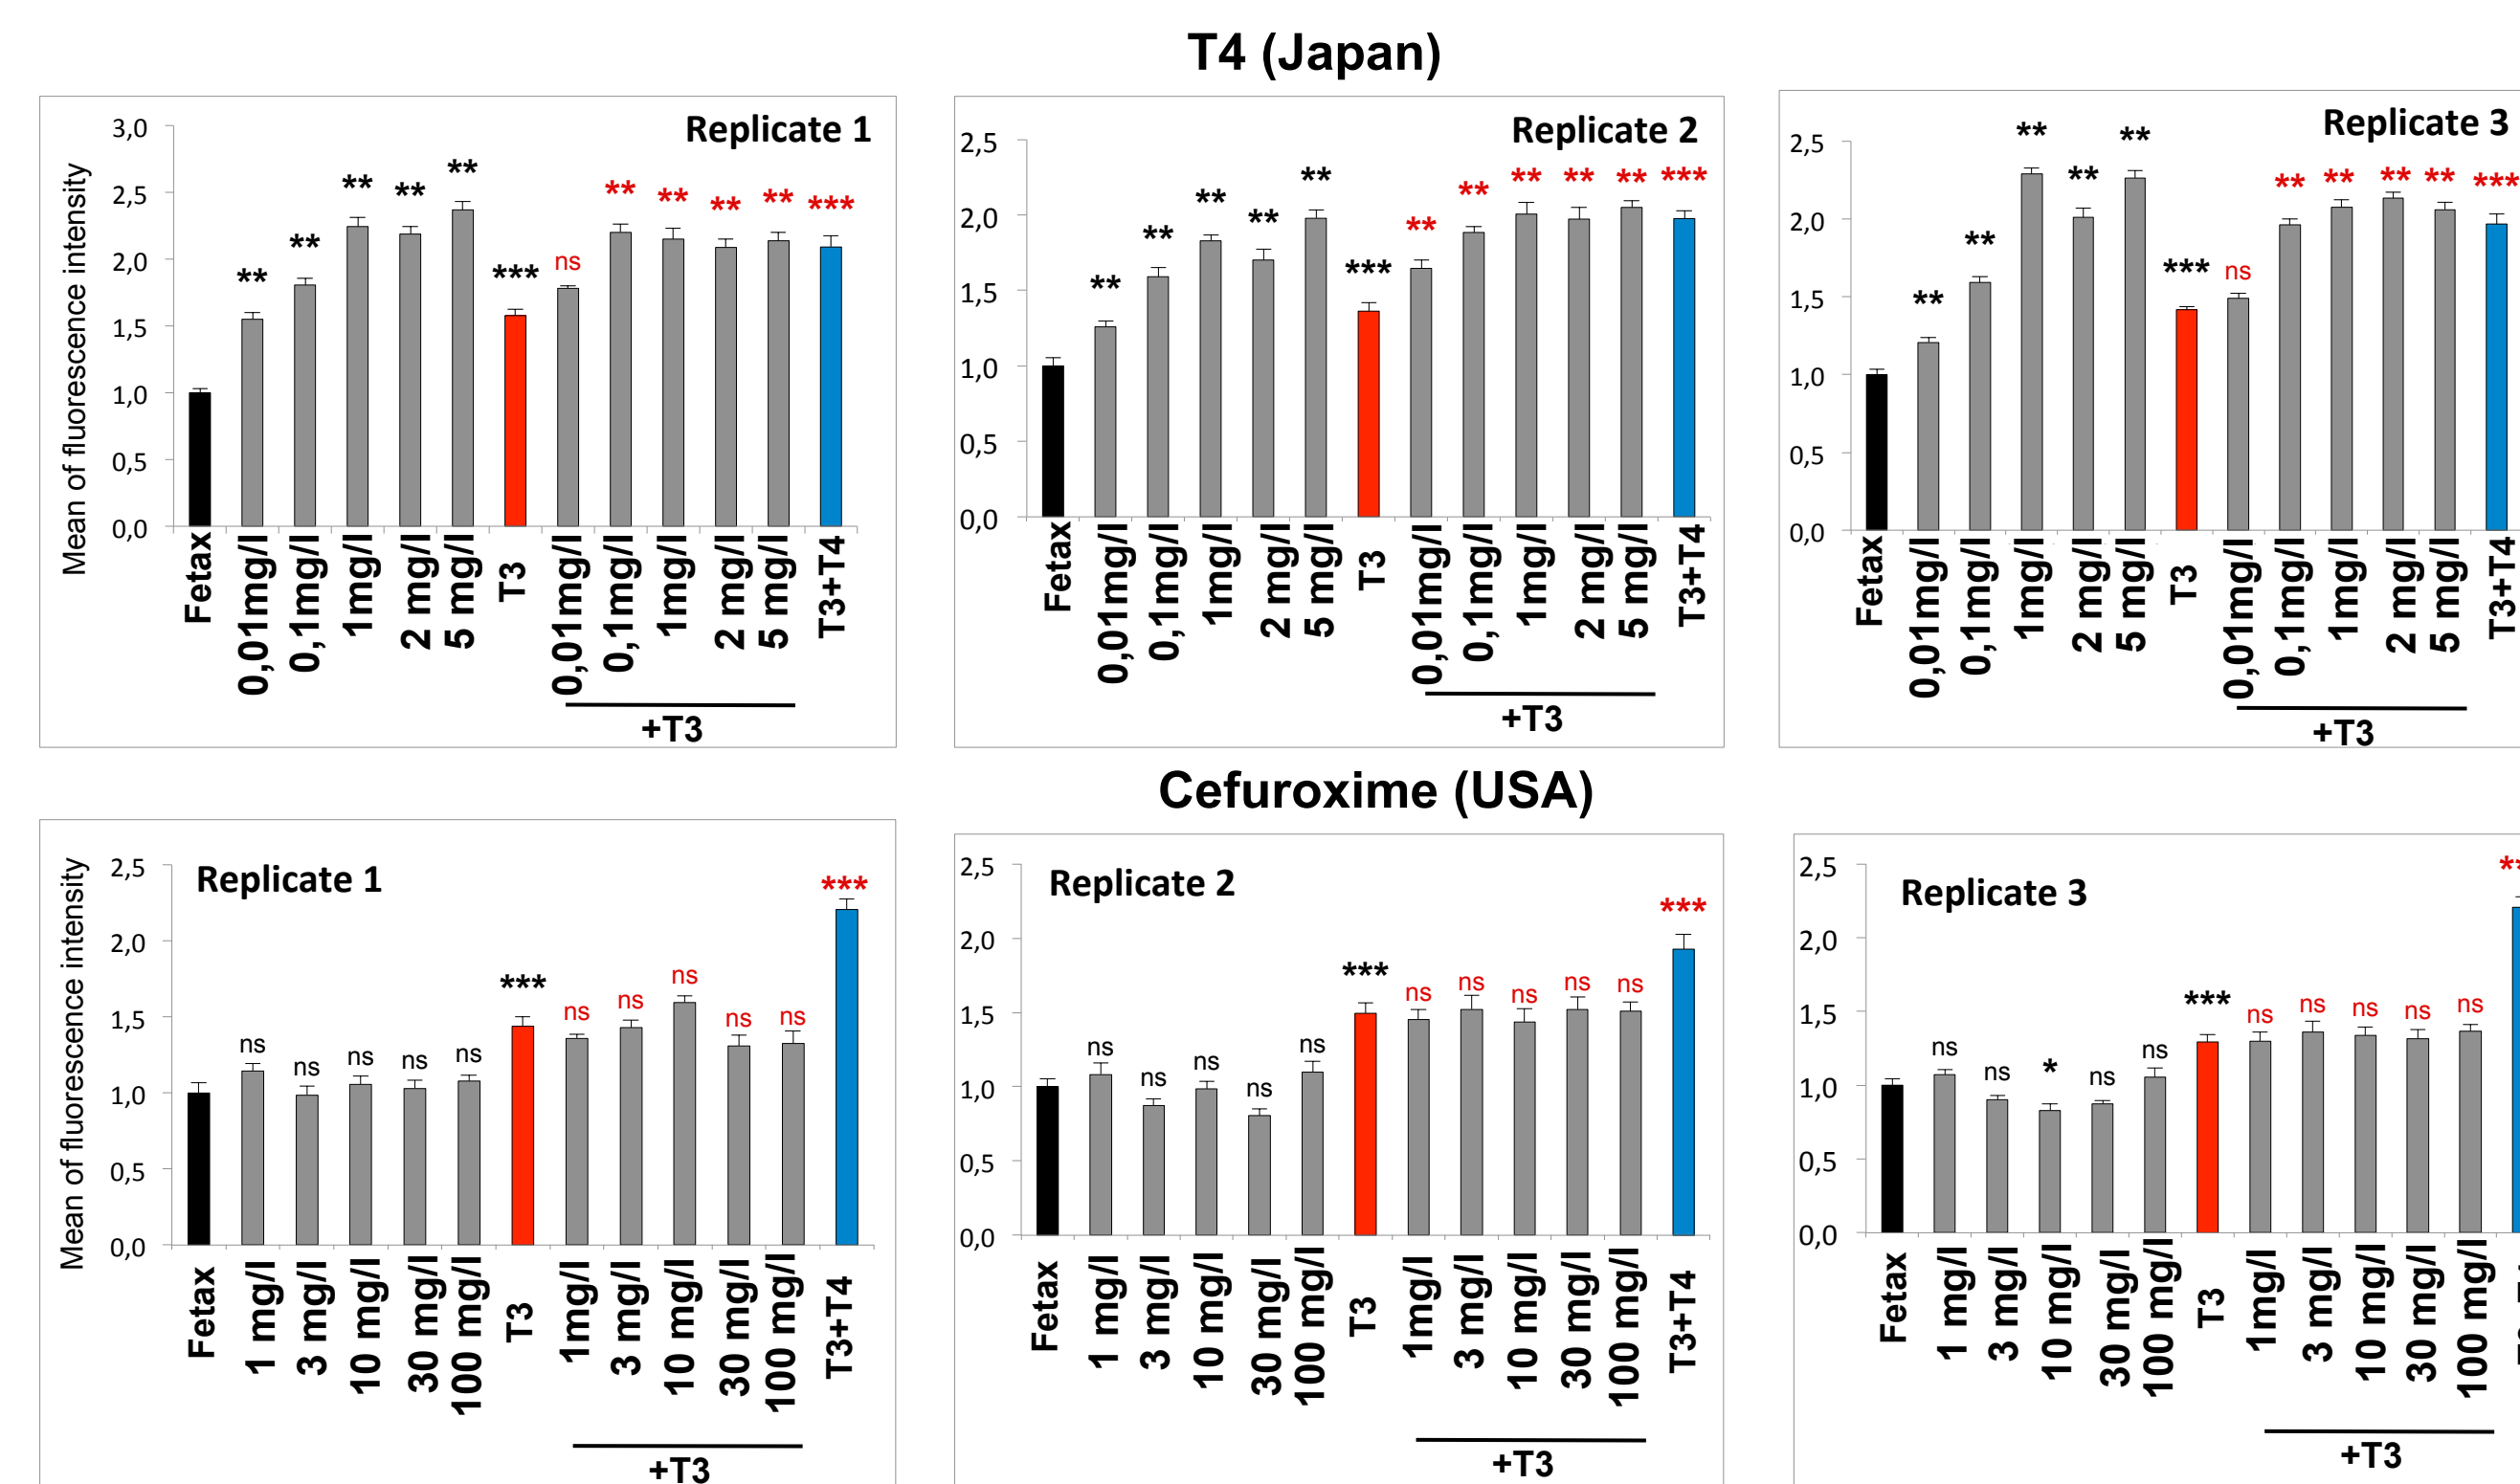 T4 (Japan)
Replicate 1
Mean of fluorescence intensity
3,0
2,5
2,0
1,5
1,0
0,5
0,0
** ** ** ** ** *** ns ** ** ** ** ***
Fetax 0,01mg/l 0,1mg/l 1mg/l 2 mg/l 5 mg/l T3 0,01mg/l 0,1mg/l 1mg/l 2 mg/l 5 mg/l T3+T4
+T3
Replicate 2
2,5
2,0
1,5
1,0
0,5
0,0
** ** ** ** ** *** ** ** ** ** ** ***
Fetax 0,01mg/l 0,1mg/l 1mg/l 2 mg/l 5 mg/l T3 0,01mg/l 0,1mg/l 1mg/l 2 mg/l 5 mg/l T3+T4
+T3
Replicate 3
2,5
2,0
1,5
1,0
0,5
0,0
** ** ** ** ** *** ns ** ** ** ** ***
Fetax 0,01mg/l 0,1mg/l 1mg/l 2 mg/l 5 mg/l T3 0,01mg/l 0,1mg/l 1mg/l 2 mg/l 5 mg/l T3+T4
+T3
Cefuroxime (USA)
Replicate 1
Mean of fluorescence intensity
2,5
2,0
1,5
1,0
0,5
0,0
ns ns ns ns ns *** ns ns ns ns ns ***
Fetax 1 mg/l 3 mg/l 10 mg/l 30 mg/l 100 mg/l T3 1mg/l 3 mg/l 10 mg/l 30 mg/l 100 mg/l T3+T4
+T3
Replicate 2
2,5
2,0
1,5
1,0
0,5
0,0
ns ns ns ns ns *** ns ns ns ns ns ***
Fetax 1 mg/l 3 mg/l 10 mg/l 30 mg/l 100 mg/l T3 1mg/l 3 mg/l 10 mg/l 30 mg/l 100 mg/l T3+T4
+T3
Replicate 3
2,5
2,0
1,5
1,0
0,5
0,0
ns ns * ns ns *** ns ns ns ns ns
Fetax 1 mg/l 3 mg/l 10 mg/l 30 mg/l 100 mg/l T3 1mg/l 3 mg/l 10 mg/l 30 mg/l 100 mg/l
+T3